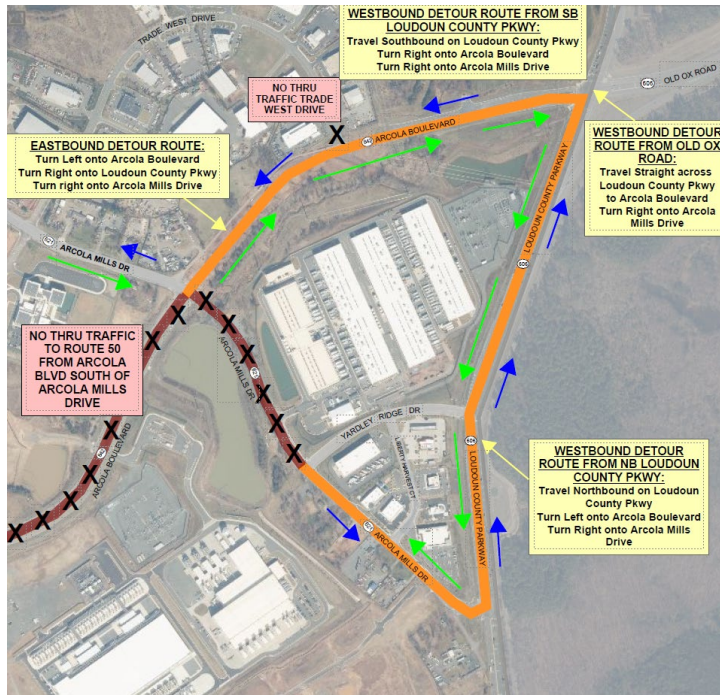 WESTBOUND DETOUR ROUTE FROM SB
LOUDOUN COUNTY PKWY:
Travel Southbound on Loudoun County Pkwy
Turn Right onto Arcola Boulevard
Turn Right onto Arcola Mills Drive
TRADE WEST DRIVE
606
OLD OX ROAD
NO THRU
TRAFFIC TRADE
WEST DRIVE
X
842
ARCOLA BOULEVARD
EASTBOUND DETOUR ROUTE:
Turn Left onto Arcola Boulevard
Turn Right onto Loudoun County Pkwy
Turn right onto Arcola Mills Drive
WESTBOUND DETOUR
ROUTE FROM OLD OX
ROAD:
Travel Straight across
Loudoun County Pkwy
to Arcola Boulevard
Turn Right onto Arcola
Mills Drive
621
ARCOLA MILLS DR
606
LOUDOUN COUNTY PARKWAY
NO THRU TRAFFIC
TO ROUTE 50
FROM ARCOLA
BLVD SOUTH OF
ARCOLA MILLS
DRIVE
X
X
X
X
X
X
X
X
X
X
X
X
ARCOLA MILLS DR
ARCOLA BOULEVARD
YARDLEY RIDGE DR
LIBERTY HARVEST CT
606
LOUDOUN COUNTY PARKWAY
621
ARCOLA MILLS DR
WESTBOUND DETOUR
ROUTE FROM NB LOUDOUN
COUNTY PKWY:
Travel Northbound on Loudoun
County Pkwy
Turn Left onto Arcola Boulevard
Turn Right onto Arcola Mills
Drive